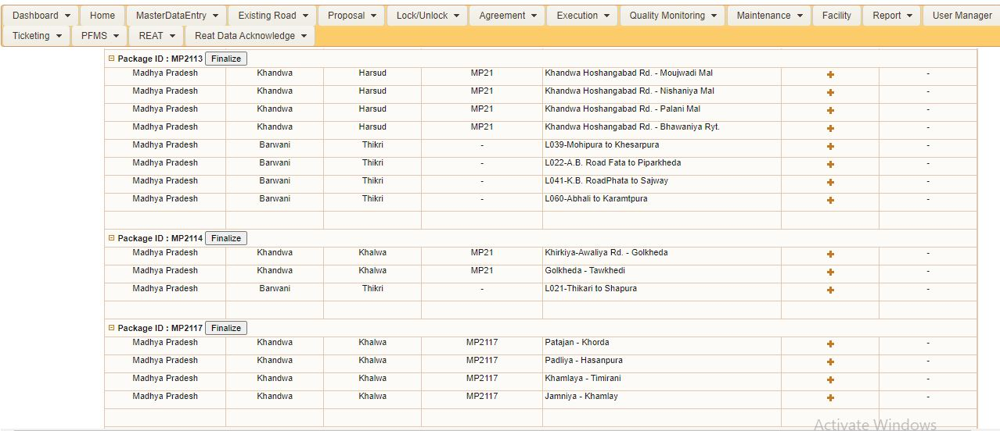 Dashboard Home MasterDataEntry Existing Road Proposal Lock/Unlock Agreement Execution Quality Monitoring Maintenance Facility Report User Manager
Ticketing PFMS REAT Reat Data Acknowledge
Package ID : MP2113 Finalize
Madhya Pradesh Khandwa Harsud MP21 Khandwa Hoshangabad Rd. - Moujwadi Mal -
Madhya Pradesh Khandwa Harsud MP21 Khandwa Hoshangabad Rd. - Nishaniya Mal -
Madhya Pradesh Khandwa Harsud MP21 Khandwa Hoshangabad Rd. - Palani Mal -
Madhya Pradesh Khandwa Harsud MP21 Khandwa Hoshangabad Rd. - Bhawaniya Ryt. -
Madhya Pradesh Barwani Thikri - L039-Mohipura to Khesarpura -
Madhya Pradesh Barwani Thikri - L022-A.B. Road Fata to Piparkheda -
Madhya Pradesh Barwani Thikri - L041-K.B. RoadPhata to Sajway -
Madhya Pradesh Barwani Thikri - L060-Abhali to Karamtpura -
Package ID : MP2114 Finalize
Madhya Pradesh Khandwa Khalwa MP21 Khirkiya-Awaliya Rd. - Golkheda -
Madhya Pradesh Khandwa Khalwa MP21 Golkheda - Tawkhedi -
Madhya Pradesh Barwani Thikri - L021-Thikari to Shapura -
Package ID : MP2117 Finalize
Madhya Pradesh Khandwa Khalwa MP2117 Patajan - Khorda -
Madhya Pradesh Khandwa Khalwa MP2117 Padliya - Hasanpura -
Madhya Pradesh Khandwa Khalwa MP2117 Khamlaya - Timirani -
Madhya Pradesh Khandwa Khalwa MP2117 Jamniya - Khamlay -
Activate Windows